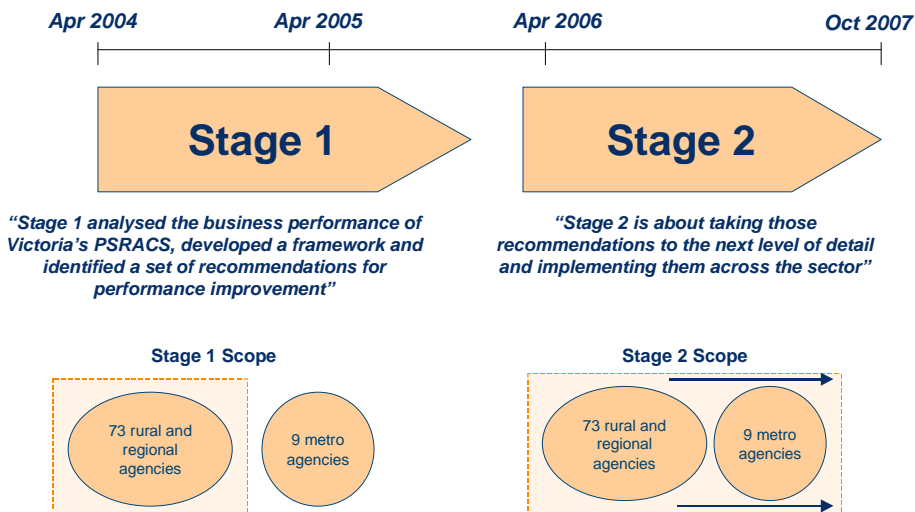 Apr 2004
Apr 2005
Apr 2006
Oct 2007
Stage 1
Stage 2
“Stage 1 analysed the business performance of
Victoria’s PSRACS, developed a framework and
identified a set of recommendations for
performance improvement”
“Stage 2 is about taking those
recommendations to the next level of detail
and implementing them across the sector”
Stage 1 Scope
73 rural and
regional
agencies
9 metro
agencies
Stage 2 Scope
73 rural and
regional
agencies
9 metro
agencies